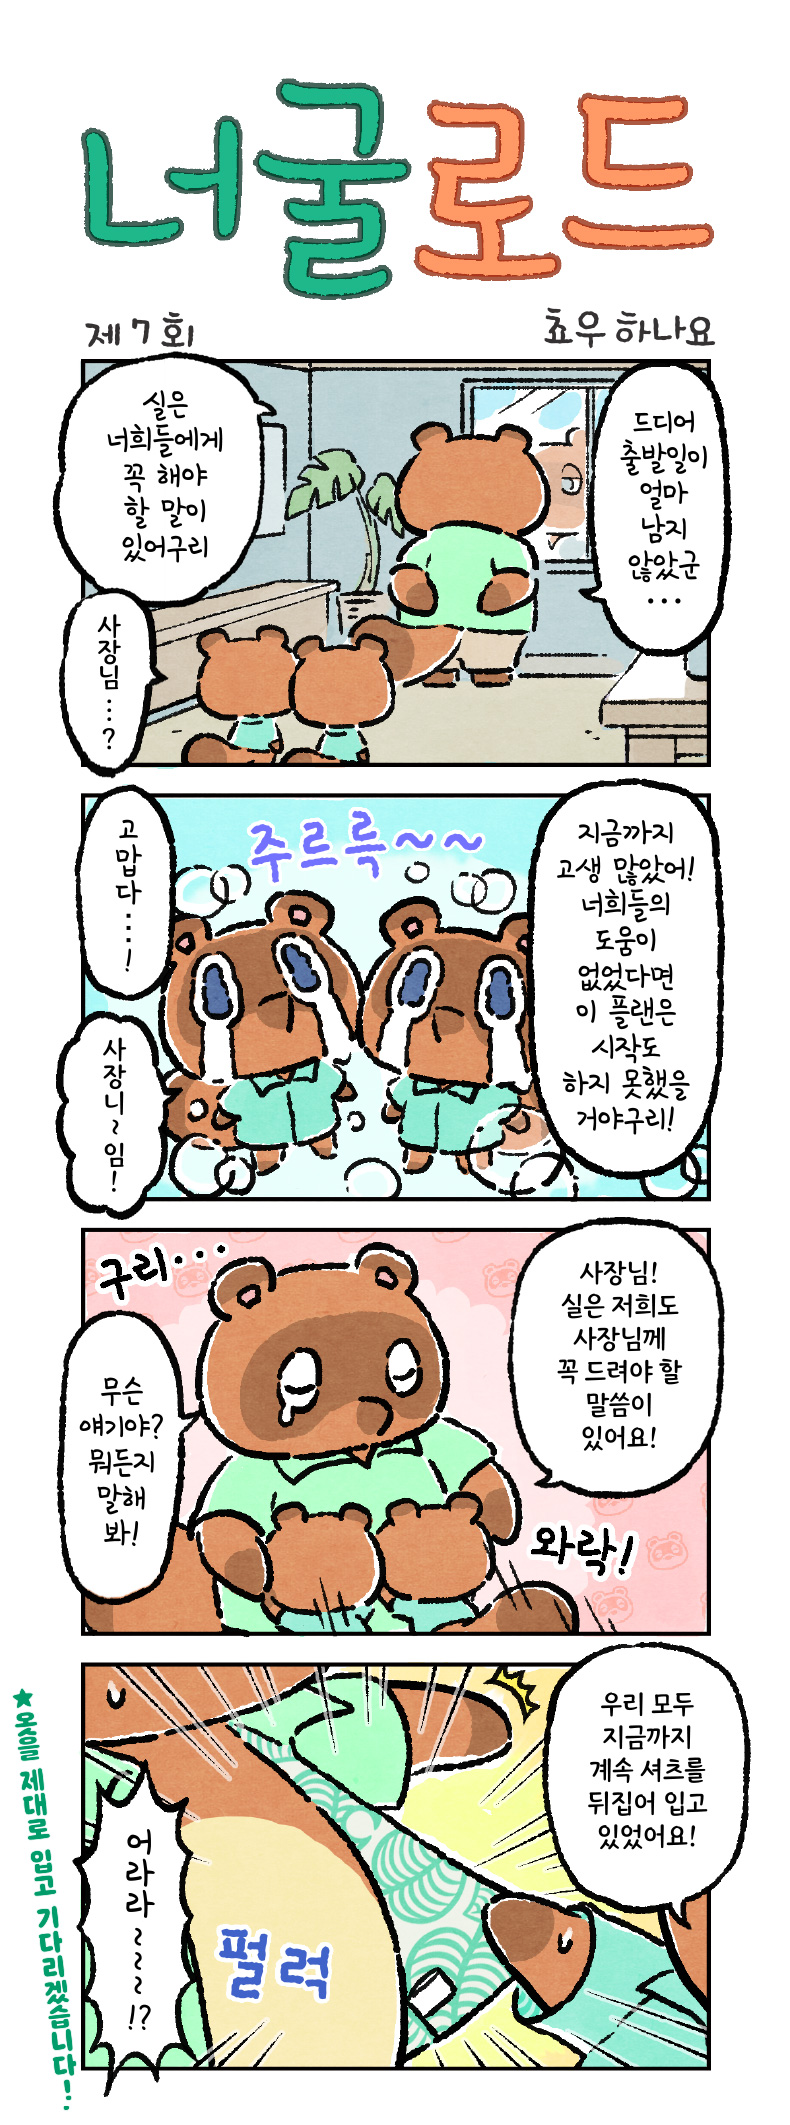 너굴로드
제7회
쵸우 하나요
드디어
출발일이
얼마
남지
않았군
...
실은
너희들에게
꼭 해야
할 말이
있어구리
사장님…?
지금까지
고생 많았어!
너희들의
도움이
없었다면
이 플랜은
시작도
하지 못했을
거야구리!
주르륵~~
고맙다…!
사장니~임!
사장님!
실은 저희도
사장님께
꼭 드려야 할
말씀이
있어요!
구리...
무슨
얘기야?
뭐든지
말해
봐!
와락!
우리 모두
지금까지
계속 셔츠를
뒤집어 입고
있었어요!
어라라~~~!?
펄럭
★옷을 제대로 입고 기다리겠습니다!